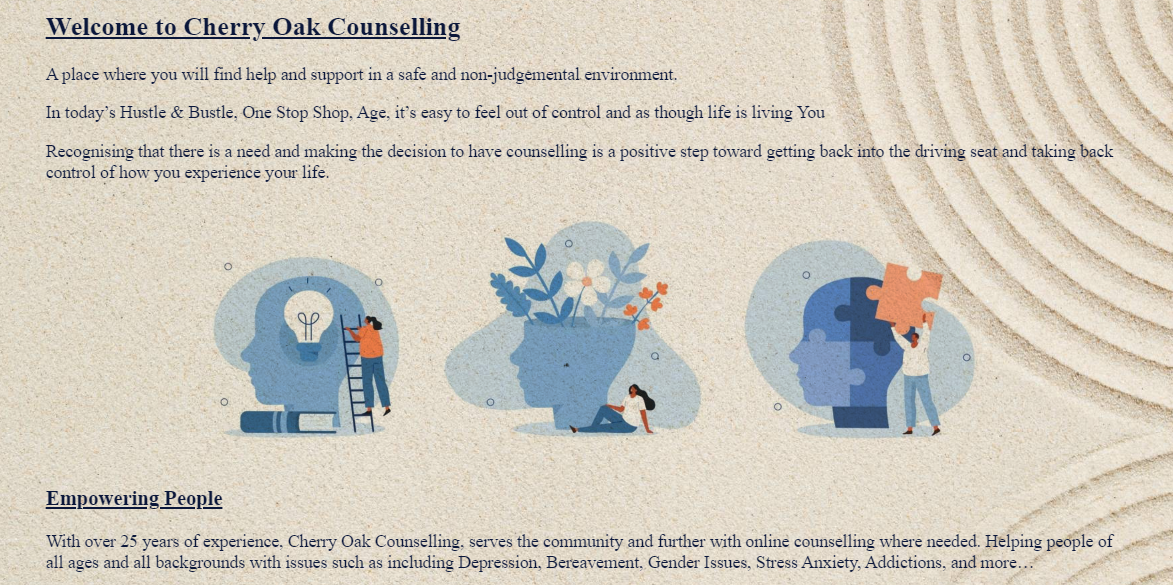 Welcome to Cherry Oak Counselling
A place where you will find help and support in a safe and non-judgemental environment.
In today’s Hustle & Bustle, One Stop Shop, Age, it’s easy to feel out of control and as though life is living You
Recognising that there is a need and making the decision to have counselling is a positive step toward getting back into the driving seat and taking back
control of how you experience your life.
Empowering People
With over 25 years of experience, Cherry Oak Counselling, serves the community and further with online counselling where needed. Helping people of
all ages and all backgrounds with issues such as including Depression, Bereavement, Gender Issues, Stress Anxiety, Addictions, and more…